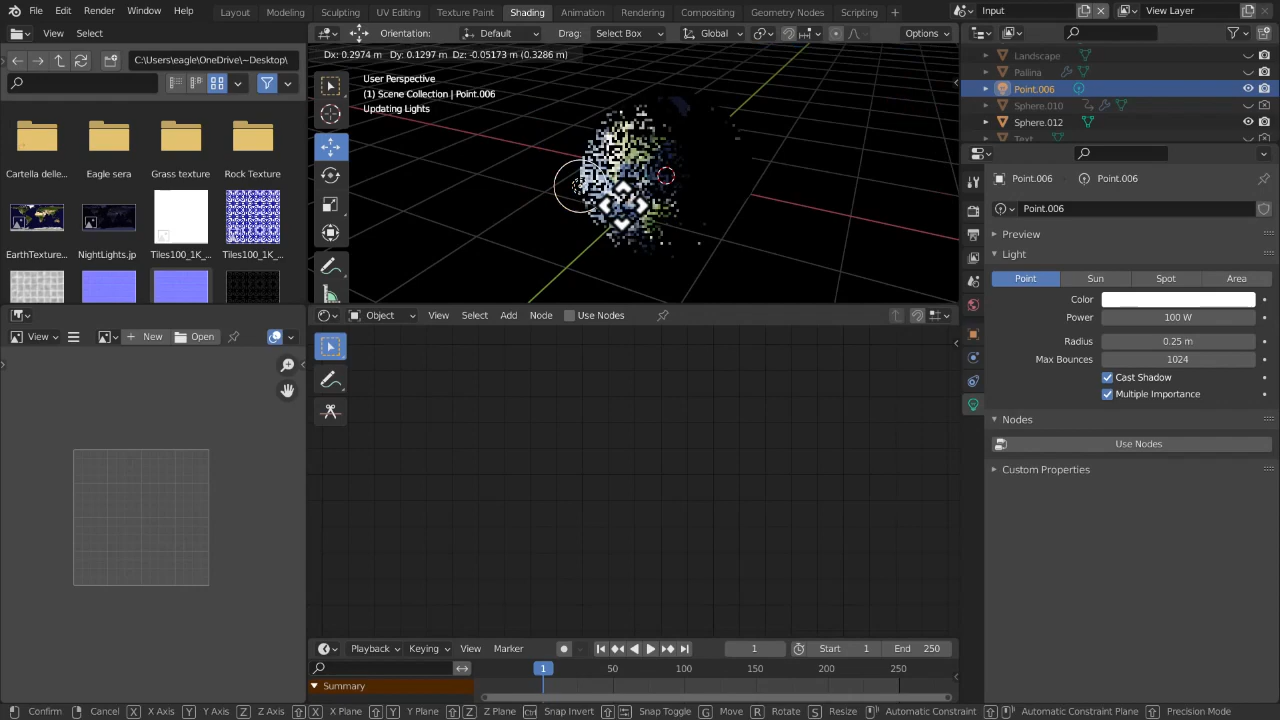 File Edit Render Window Help Layout Modeling Sculpting UV Editing Texture Paint Shading Animation Rendering Compositing Geometry Nodes Scripting + Input View Layer
View Select Orientation: Default Drag: Select Box Global Options
Dx: 0.2974 m Dy: 0.1297 m Dz: -0.05173 m (0.3286 m)
C:\Users\eagle\OneDrive\~Desktop\
User Perspective
(1) Scene Collection | Point.006
Updating Lights
Landscape
Pallina
Point.006
Sphere.010
Sphere.012
Text
Cartella delle... Eagle sera Grass texture Rock Texture
EarthTexture... NightLights.jp Tiles100_1K_... Tiles100_1K_...
Point.006 Point.006
Point.006
Preview
Light
Point Sun Spot Area
Color
Power 100 W
Radius 0.25 m
Max Bounces 1024
Cast Shadow
Multiple Importance
Nodes
Use Nodes
Custom Properties
Object View Select Add Node Use Nodes
View + New Open
Playback Keying View Marker 1 Start 1 End 250
1 50 100 150 200 250
Summary
Confirm X Cancel X X Axis Y Y Axis Z Z Axis X X Plane Y Y Plane Z Z Plane Ctrl Snap Invert Snap Toggle G Move R Rotate S Resize Automatic Constraint Automatic Constraint Plane Precision Mode